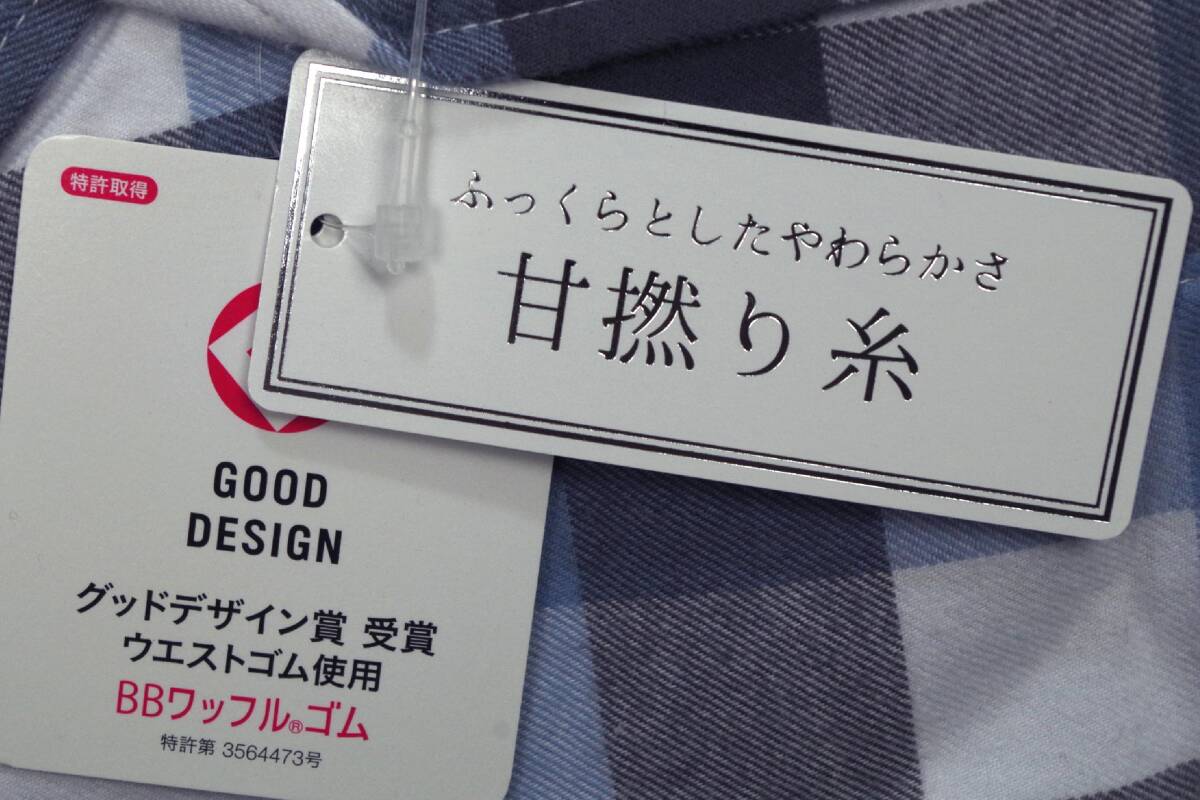 特許取得
ふっくらとしたやわらかさ
甘撚り糸
GOOD
DESIGN
グッドデザイン賞 受賞
ウエストゴム使用
BBワッフル®ゴム
特許第 3564473号